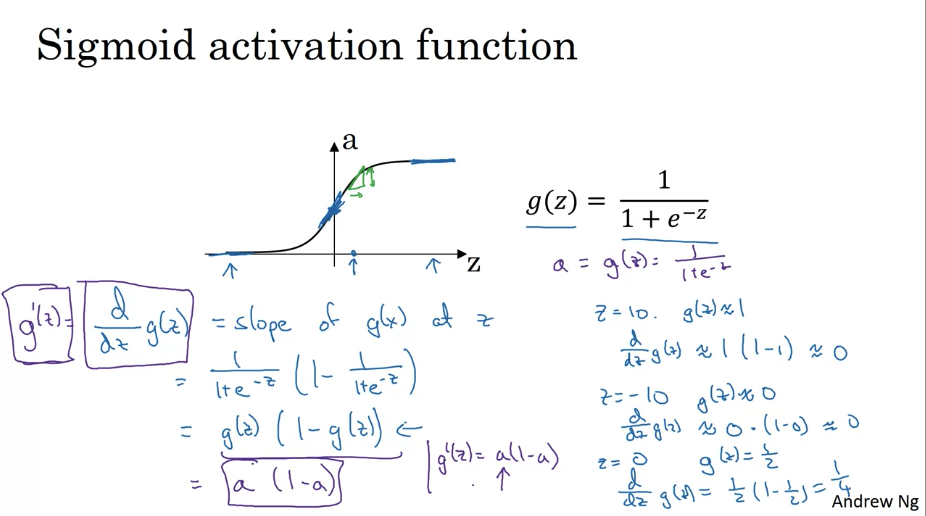 Sigmoid activation function
a
z
g(z) = 1 / (1 + e^{-z})
a = g(z) = 1 / (1+e^{-z})
g'(z) = d/dz g(z) = slope of g(x) at z
= 1/(1+e^{-z}) (1 - 1/(1+e^{-z}))
= g(z) (1 - g(z)) ←
= a (1-a)
g'(z) = a(1-a)
z = 10. g(z) ≈ 1
d/dz g(z) ≈ 1 (1-1) ≈ 0
z = -10 g(z) ≈ 0
d/dz g(z) ≈ 0 · (1-0) ≈ 0
z = 0 g(z) = 1/2
d/dz g(z) = 1/2 (1 - 1/2) = 1/4
Andrew Ng